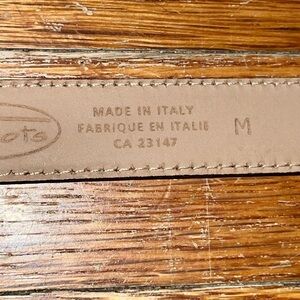 MADE IN ITALY
FABRIQUE EN ITALIE
CA 23147
M